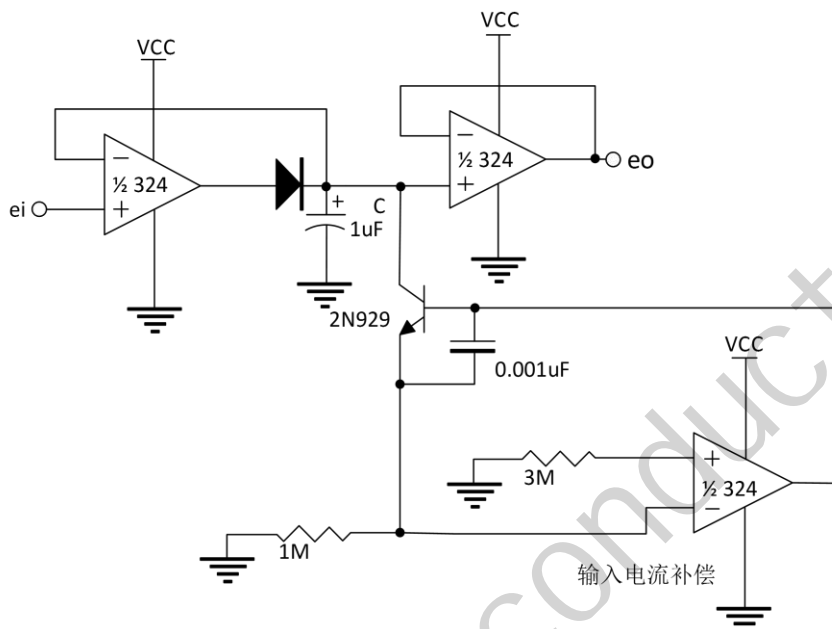 VCC
VCC
−
½ 324
+
ei
+
C
1uF
−
½ 324
+
eo
2N929
0.001uF
VCC
3M
+
½ 324
−
1M
输入电流补偿
conduct